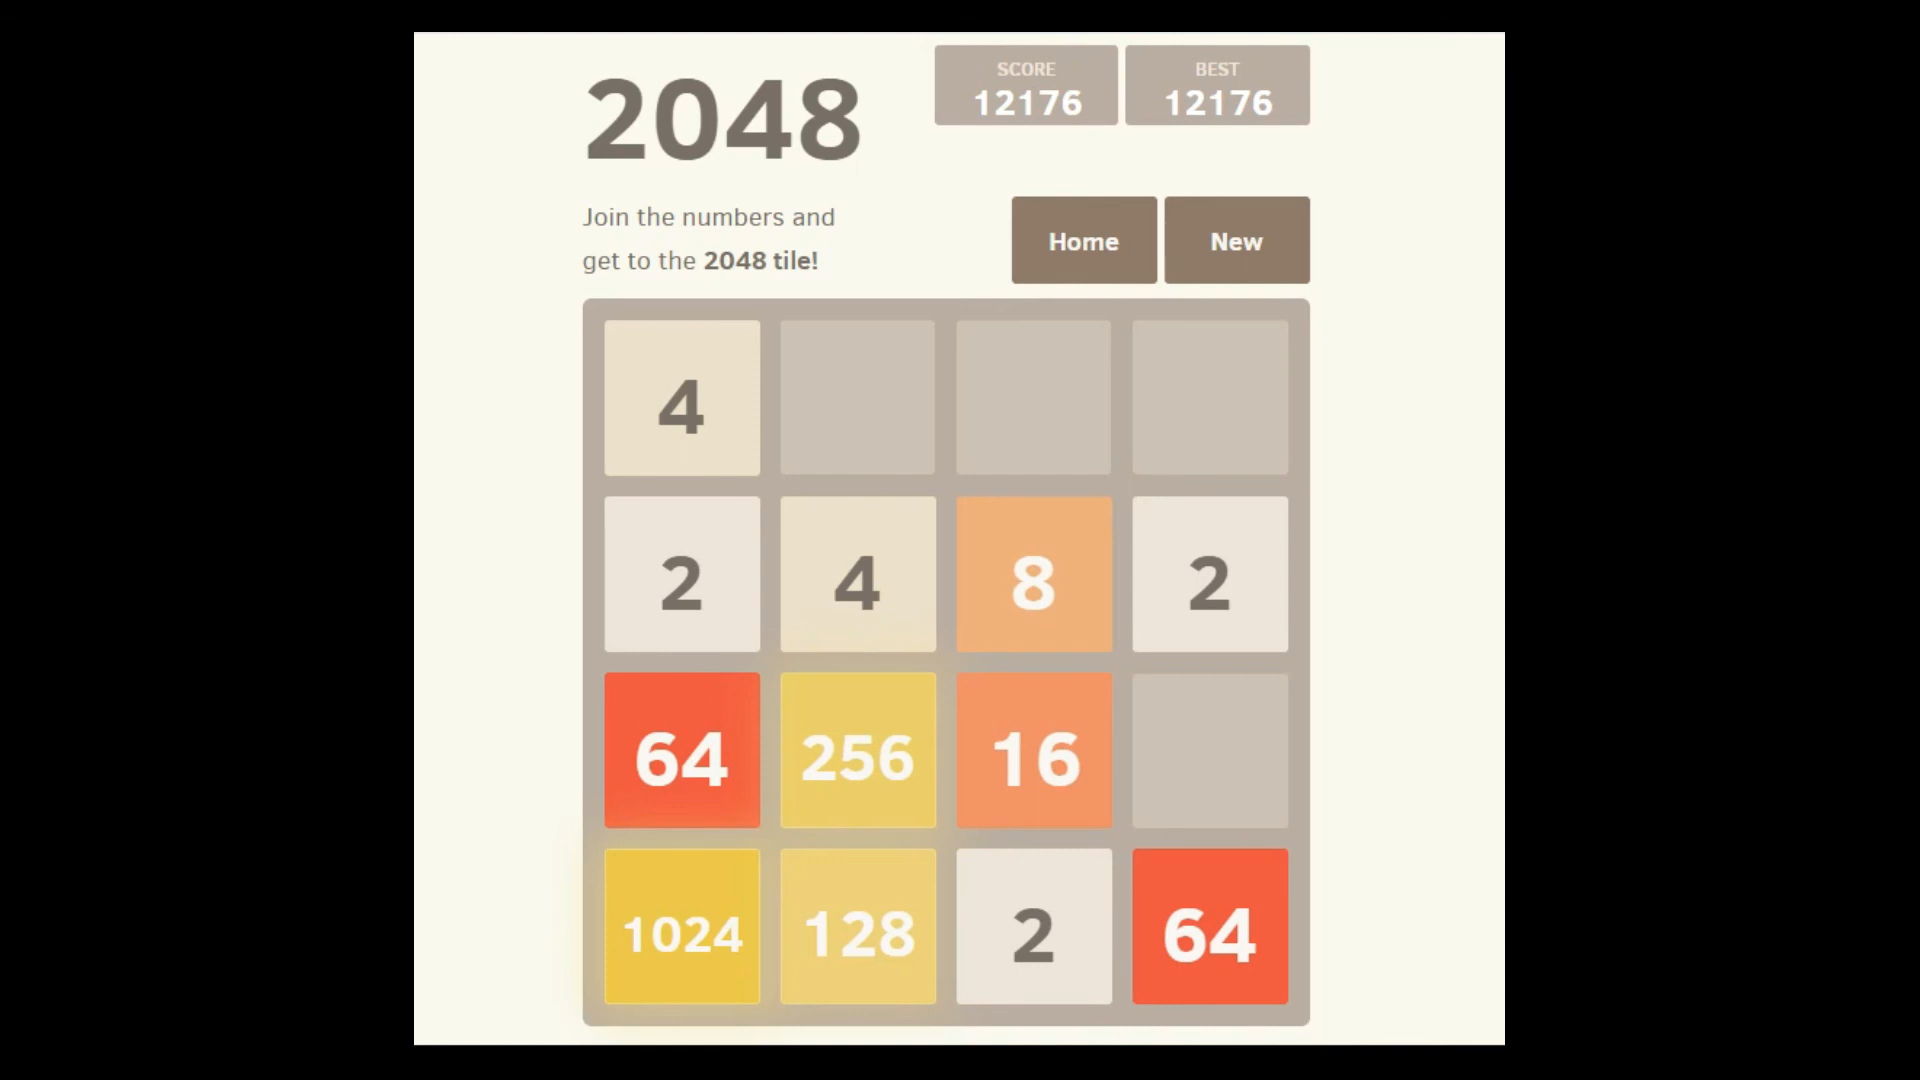 2048
SCORE
12176
BEST
12176
Join the numbers and
get to the 2048 tile!
Home
New
4
2 4 8 2
64 256 16
1024 128 2 64